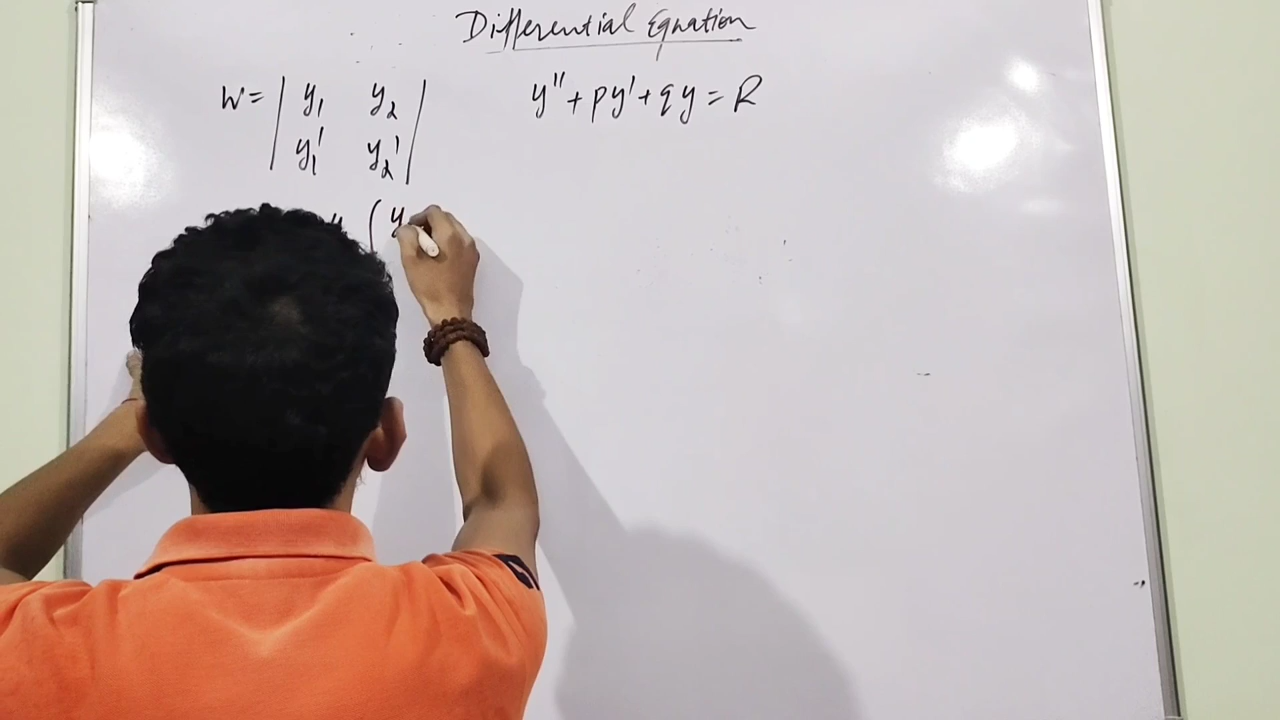 Differential Equation
W = | y₁ y₂ | y'' + py' + qy = R
| y₁' y₂' |
( y